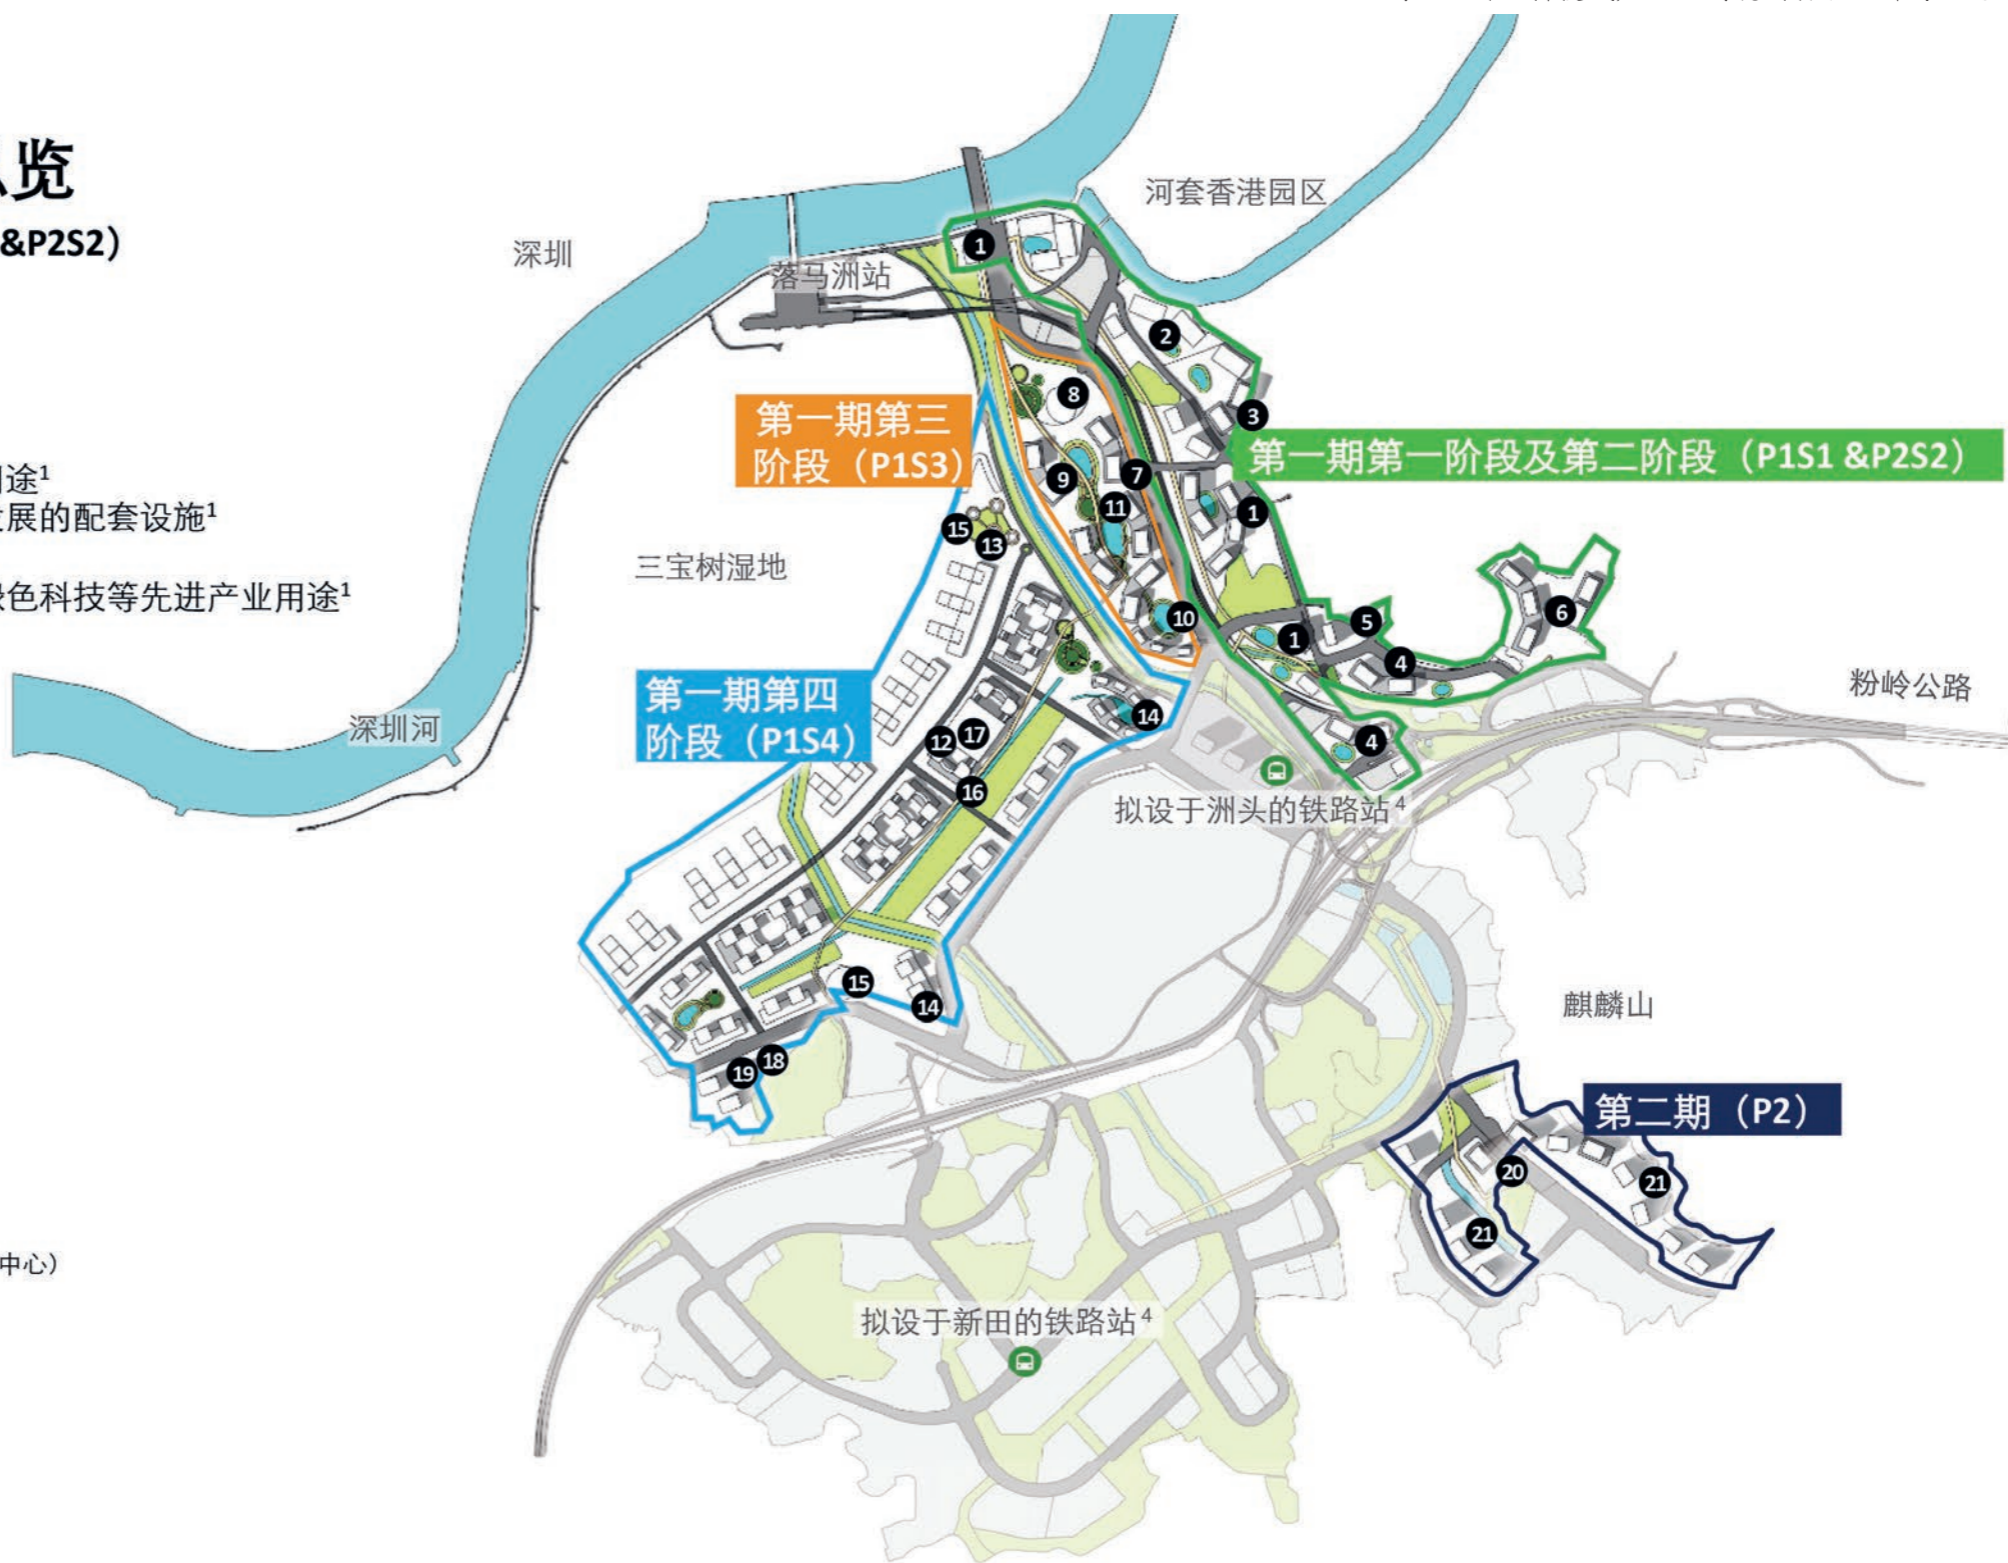 览
&P2S2）
途¹
展的配套设施¹
色科技等先进产业用途¹
中心）
深圳
河套香港园区
落马洲站
1
2
3
第一期第三
阶段（P1S3）
8
第一期第一阶段及第二阶段（P1S1 &P2S2）
9
7
11
1
15
13
三宝树湿地
10
1
5
6
4
第一期第四
阶段（P1S4）
粉岭公路
深圳河
12
17
14
4
16
拟设于洲头的铁路站⁴
15
14
麒麟山
19
18
第二期（P2）
20
21
21
拟设于新田的铁路站⁴